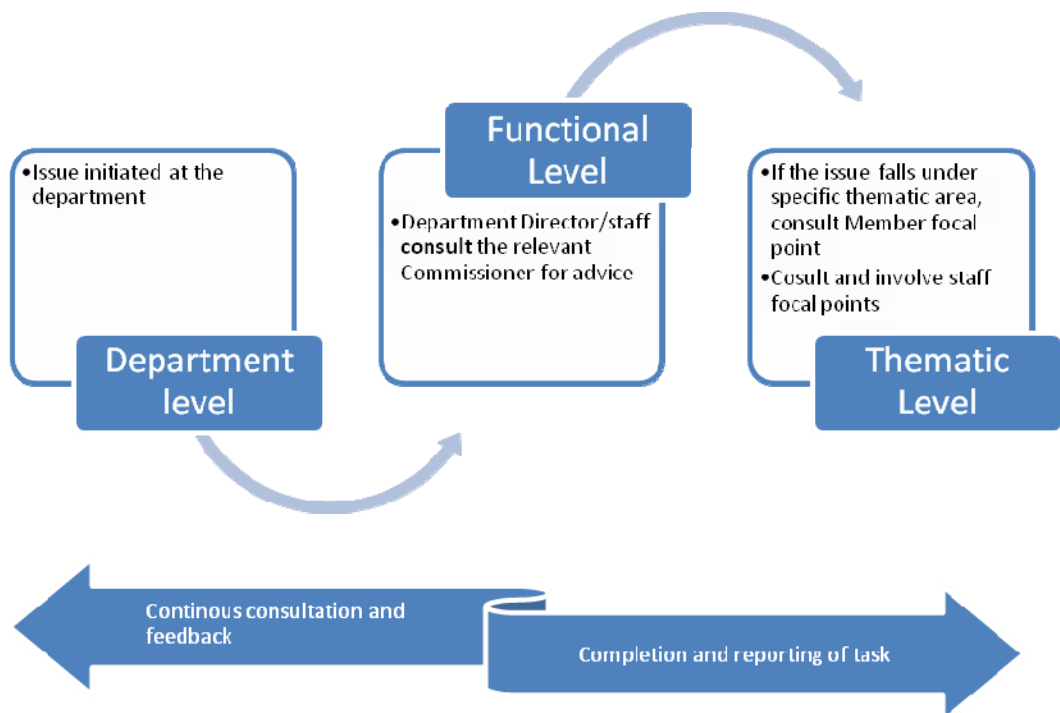 •Issue initiated at the
department
Department
level
Functional
Level
•Department Director/staff
consult the relevant
Commissioner for advice
•If the issue falls under
specific thematic area,
consult Member focal
point
•Cosult and involve staff
focal points
Thematic
Level
Continous consultation and
feedback
Completion and reporting of task